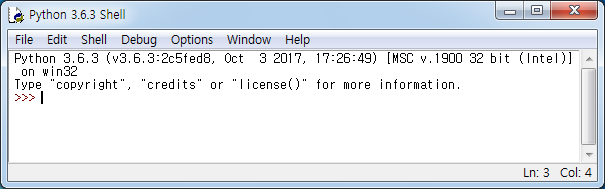 Python 3.6.3 Shell
File Edit Shell Debug Options Window Help
Python 3.6.3 (v3.6.3:2c5fed8, Oct  3 2017, 17:26:49) [MSC v.1900 32 bit (Intel)]
 on win32
Type "copyright", "credits" or "license()" for more information.
>>>
Ln: 3 Col: 4